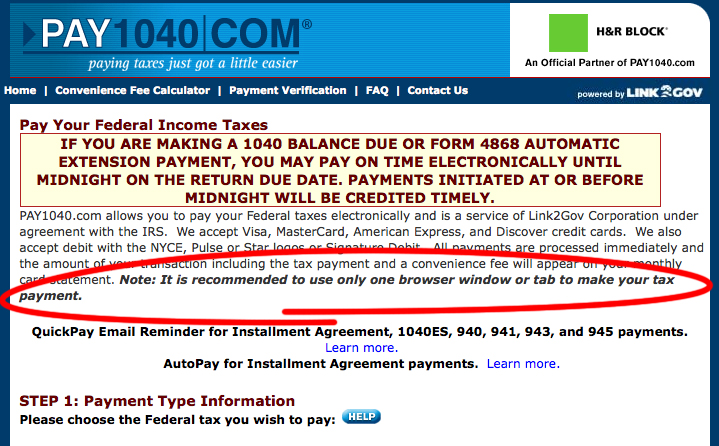 PAY1040|COM®
paying taxes just got a little easier
H&R BLOCK®
An Official Partner of PAY1040.com
Home | Convenience Fee Calculator | Payment Verification | FAQ | Contact Us
powered by LINK2GOV
Pay Your Federal Income Taxes
IF YOU ARE MAKING A 1040 BALANCE DUE OR FORM 4868 AUTOMATIC
EXTENSION PAYMENT, YOU MAY PAY ON TIME ELECTRONICALLY UNTIL
MIDNIGHT ON THE RETURN DUE DATE. PAYMENTS INITIATED AT OR BEFORE
MIDNIGHT WILL BE CREDITED TIMELY.
PAY1040.com allows you to pay your Federal taxes electronically and is a service of Link2Gov Corporation under
agreement with the IRS. We accept Visa, MasterCard, American Express, and Discover credit cards. We also
accept debit with the NYCE, Pulse or Star logos or Signature Debit. All payments are processed immediately and
the amount of your transaction including the tax payment and a convenience fee will appear on your monthly
card statement. Note: It is recommended to use only one browser window or tab to make your tax
payment.
QuickPay Email Reminder for Installment Agreement, 1040ES, 940, 941, 943, and 945 payments.
Learn more.
AutoPay for Installment Agreement payments. Learn more.
STEP 1: Payment Type Information
Please choose the Federal tax you wish to pay: HELP